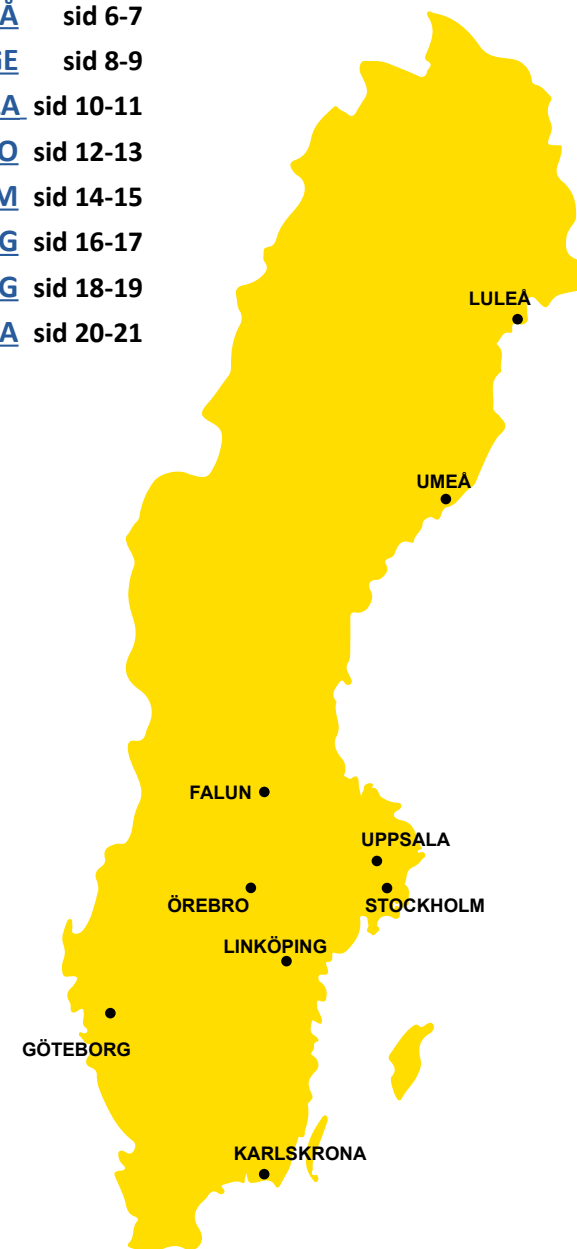 Å sid 6-7
GE sid 8-9
A sid 10-11
O sid 12-13
M sid 14-15
G sid 16-17
G sid 18-19
A sid 20-21
LULEÅ
UMEÅ
FALUN
UPPSALA
ÖREBRO
STOCKHOLM
LINKÖPING
GÖTEBORG
KARLSKRONA